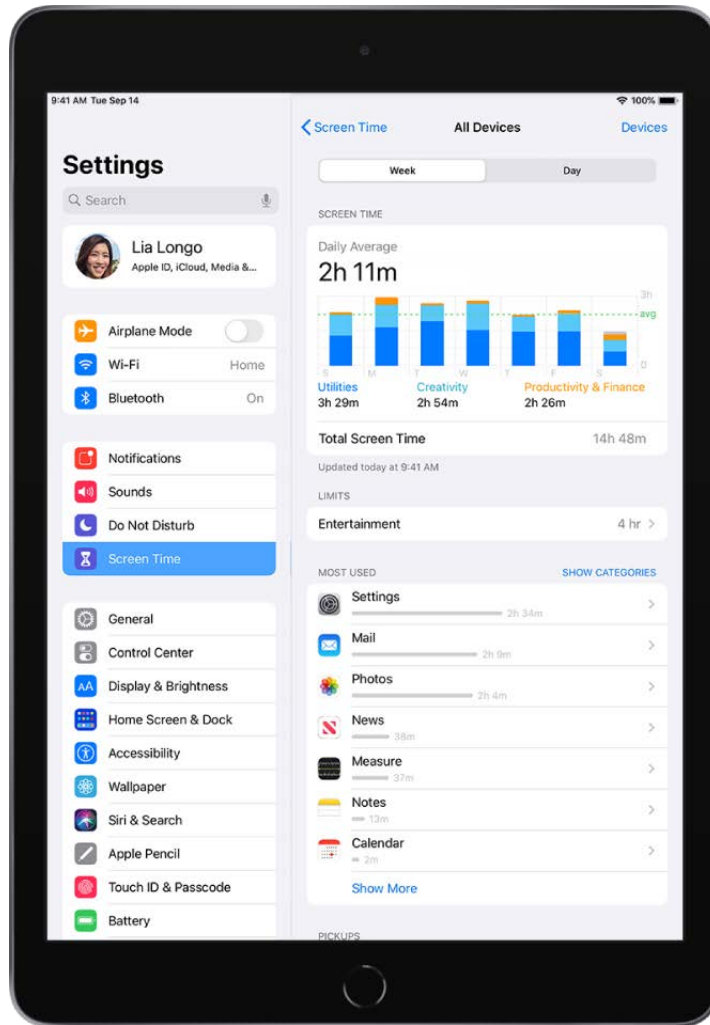 9:41 AM Tue Sep 14
100%
Settings
Search
Lia Longo
Apple ID, iCloud, Media &...
Airplane Mode
Wi-Fi Home
Bluetooth On
Notifications
Sounds
Do Not Disturb
Screen Time
General
Control Center
Display & Brightness
AA
Home Screen & Dock
Accessibility
Wallpaper
Siri & Search
Apple Pencil
Touch ID & Passcode
Battery
Screen Time All Devices Devices
Week Day
SCREEN TIME
Daily Average
2h 11m
3h
avg
0
S M T W T F S
Utilities Creativity Productivity & Finance
3h 29m 2h 54m 2h 26m
Total Screen Time 14h 48m
Updated today at 9:41 AM
LIMITS
Entertainment 4 hr
MOST USED SHOW CATEGORIES
Settings
2h 34m
Mail
2h 9m
Photos
2h 4m
News
38m
Measure
37m
Notes
13m
Calendar
2m
Show More
PICKUPS